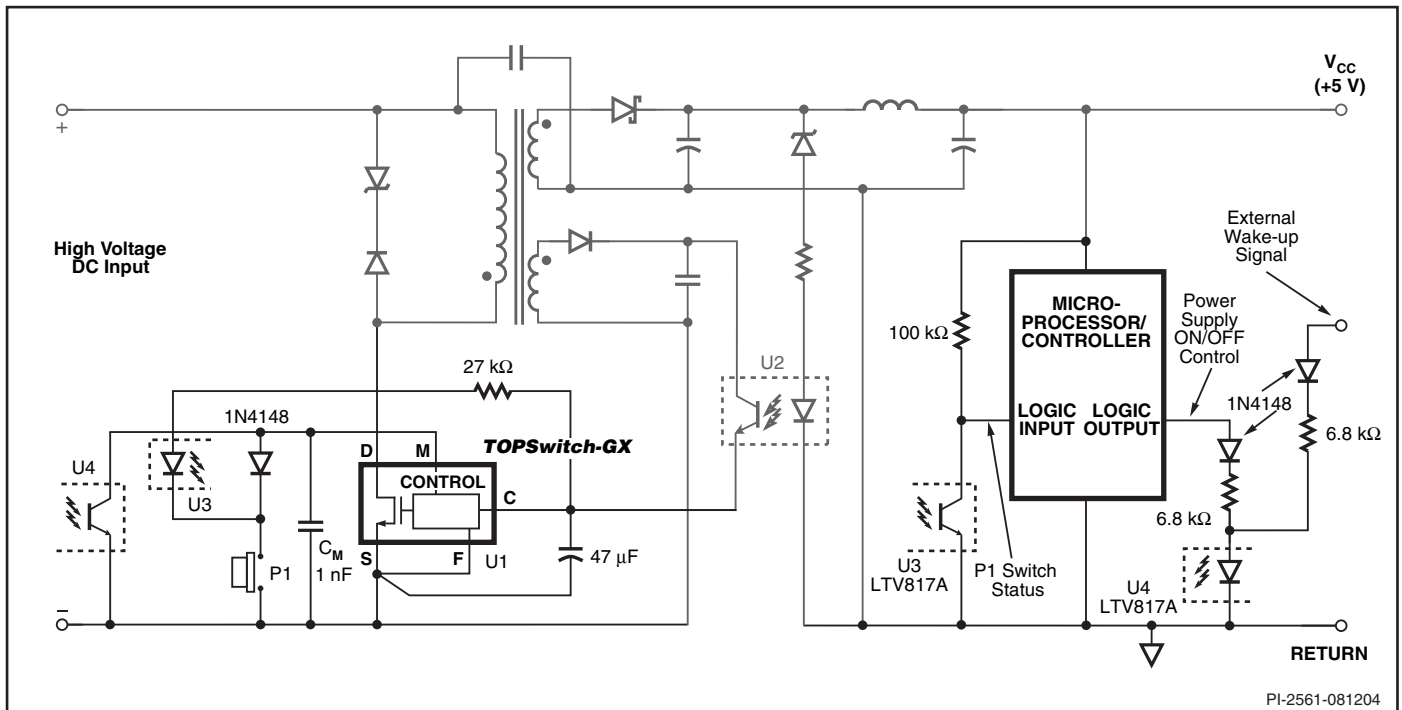 V_CC
(+5 V)
+
High Voltage
DC Input
External
Wake-up
Signal
MICRO-
PROCESSOR/
CONTROLLER
Power
Supply
ON/OFF
Control
100 kΩ
27 kΩ
U2
1N4148
1N4148
LOGIC
INPUT
LOGIC
OUTPUT
6.8 kΩ
TOPSwitch-GX
D
M
CONTROL
C
U4
U3
6.8 kΩ
S
F
U1
47 µF
C_M
1 nF
P1
U3
LTV817A
P1 Switch
Status
U4
LTV817A
–
RETURN
PI-2561-081204